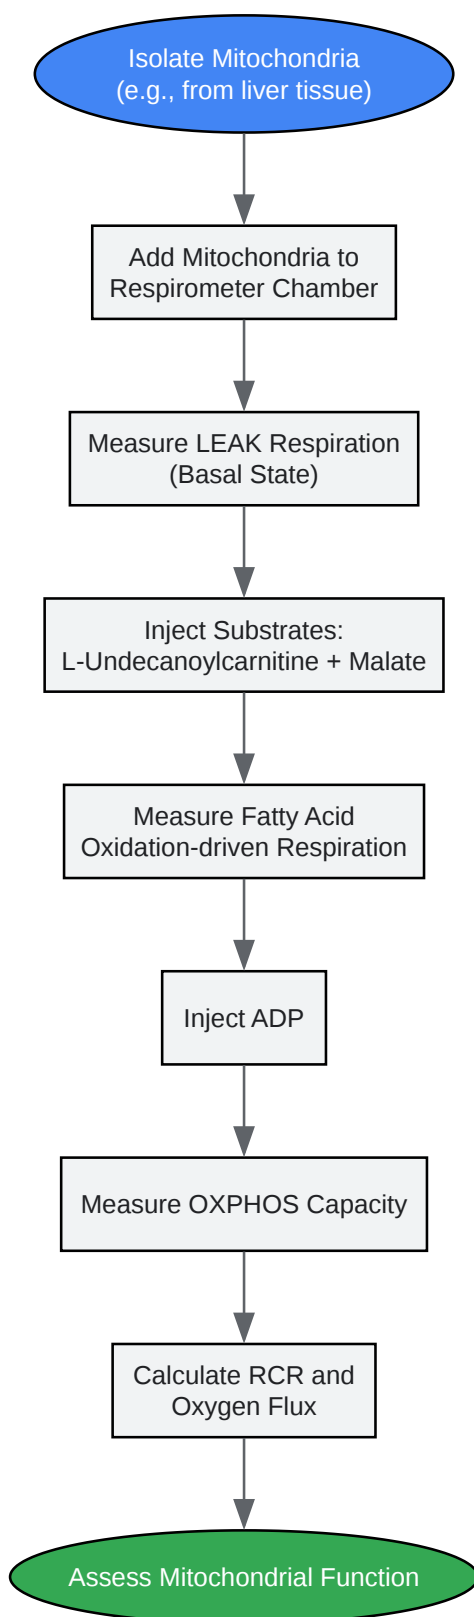 Isolate Mitochondria
(e.g., from liver tissue)
Add Mitochondria to
Respirometer Chamber
Measure LEAK Respiration
(Basal State)
Inject Substrates:
L-Undecanoylcarnitine + Malate
Measure Fatty Acid
Oxidation-driven Respiration
Inject ADP
Measure OXPHOS Capacity
Calculate RCR and
Oxygen Flux
Assess Mitochondrial Function